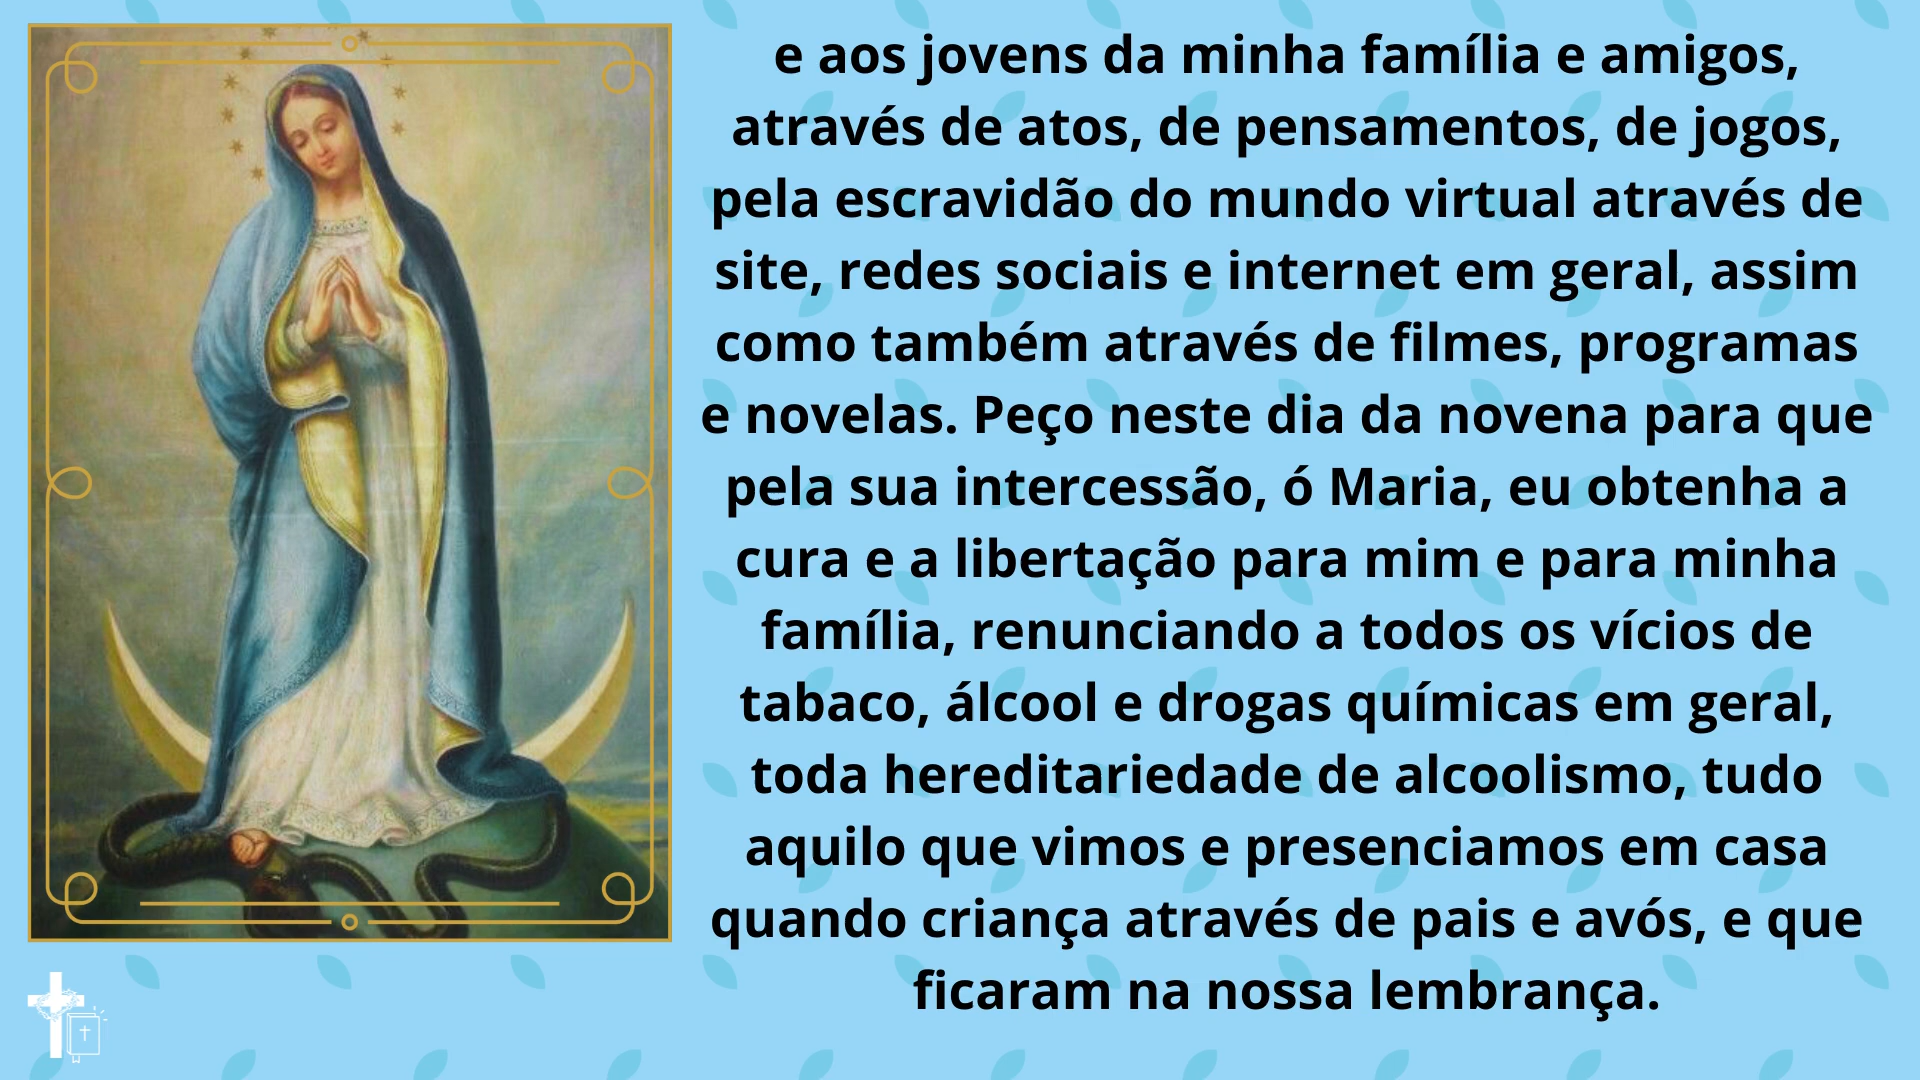 e aos jovens da minha família e amigos,
através de atos, de pensamentos, de jogos,
pela escravidão do mundo virtual através de
site, redes sociais e internet em geral, assim
como também através de filmes, programas
e novelas. Peço neste dia da novena para que
pela sua intercessão, ó Maria, eu obtenha a
cura e a libertação para mim e para minha
família, renunciando a todos os vícios de
tabaco, álcool e drogas químicas em geral,
toda hereditariedade de alcoolismo, tudo
aquilo que vimos e presenciamos em casa
quando criança através de pais e avós, e que
ficaram na nossa lembrança.